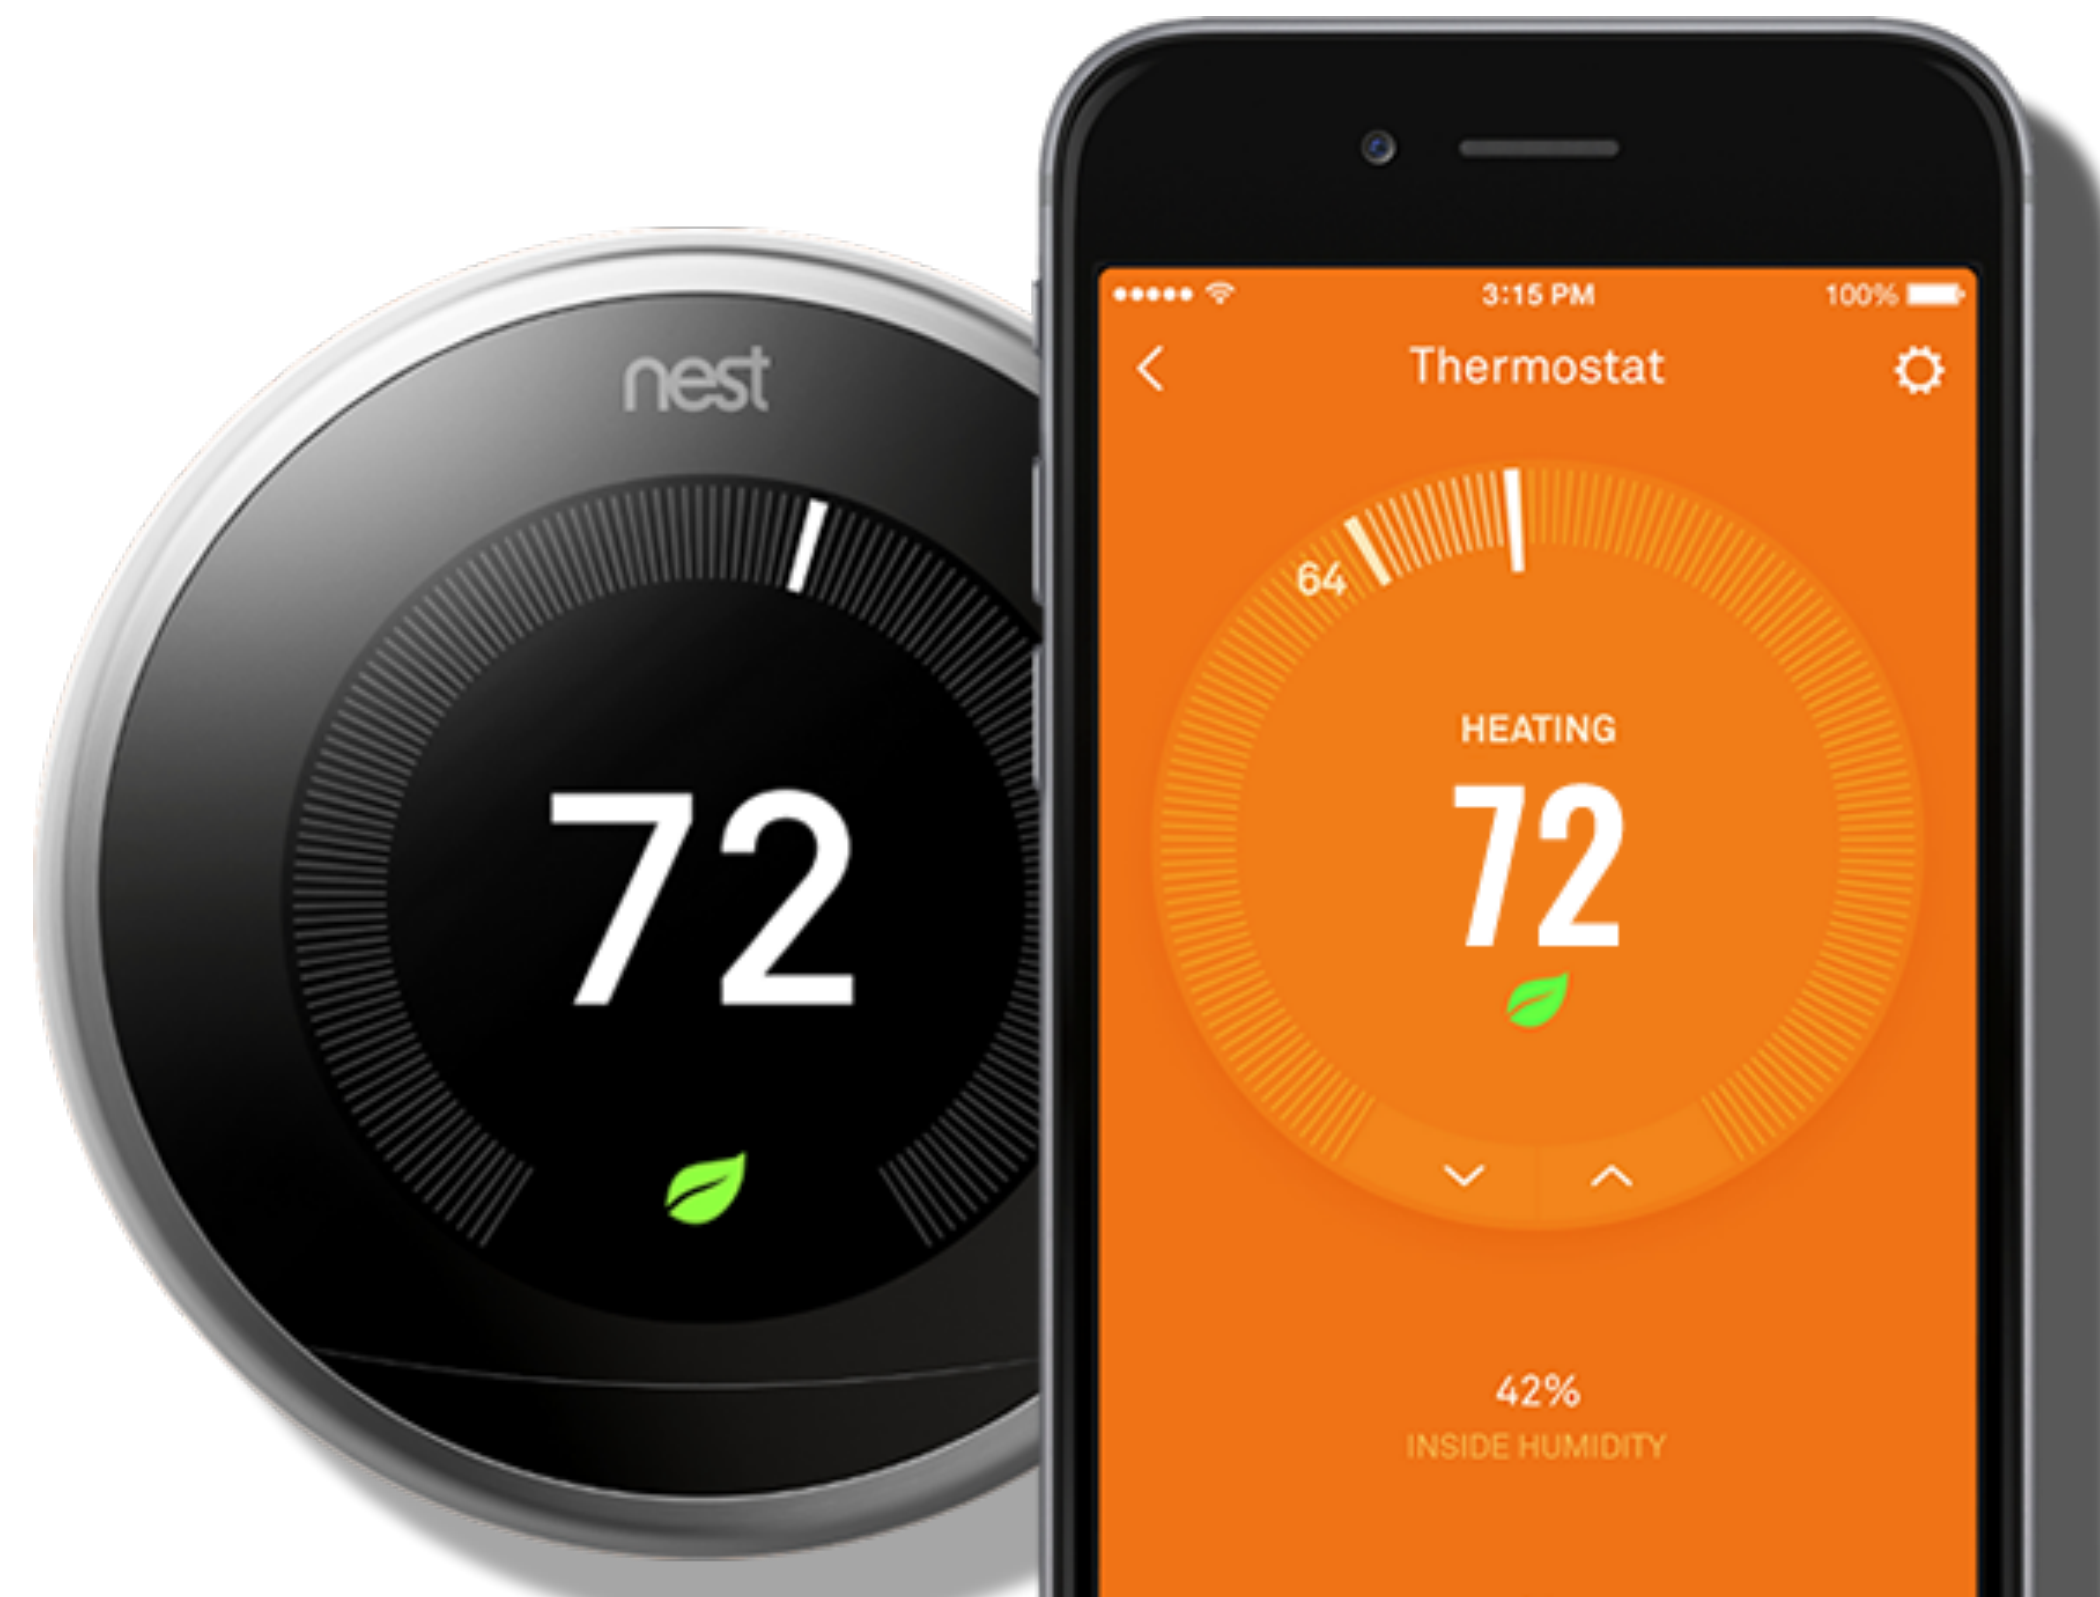 nest
72
3:15 PM
100%
Thermostat
64
HEATING
72
42%
INSIDE HUMIDITY